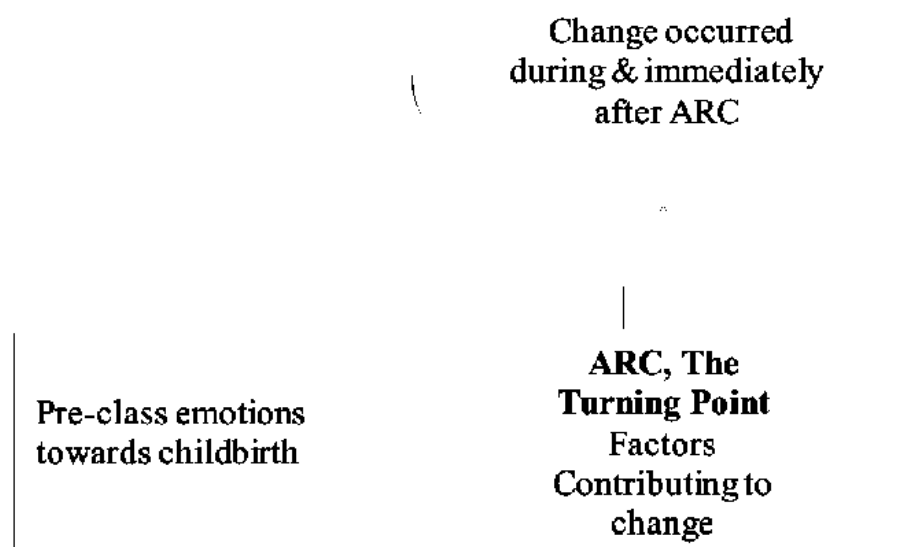 Change occurred
during & immediately
after ARC
ARC, The
Turning Point
Factors
Contributing to
change
Pre-class emotions
towards childbirth